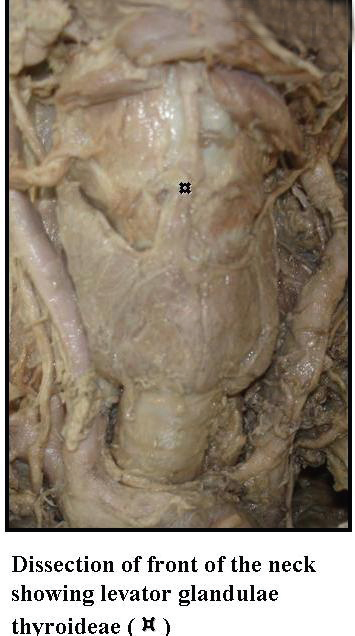 ¤
Dissection of front of the neck
showing levator glandulae
thyroideae ( ¤ )